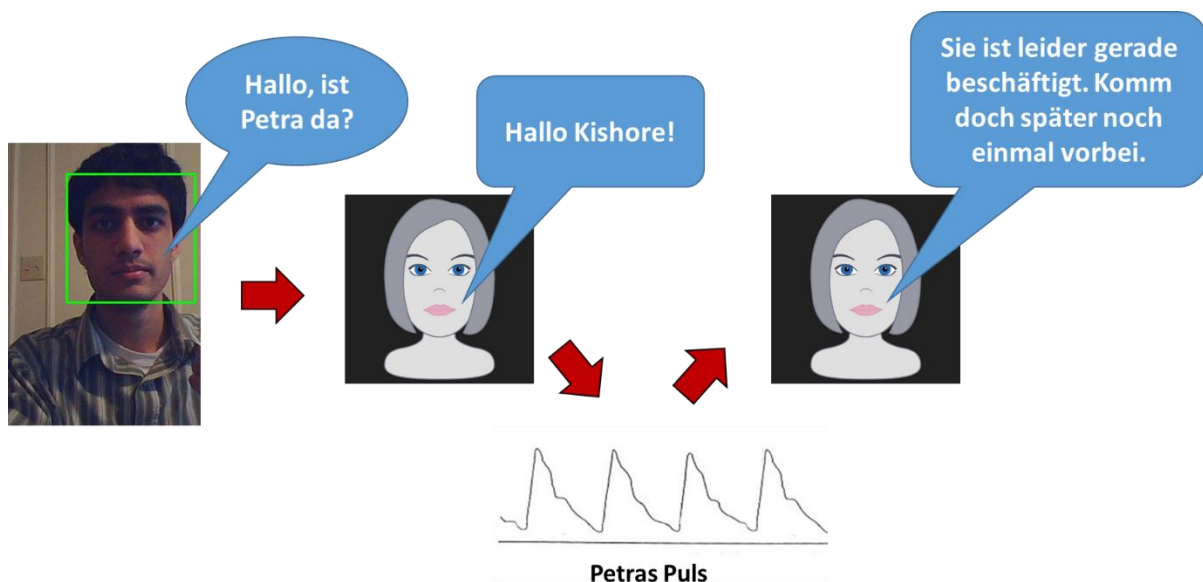 Hallo, ist
Petra da?
Hallo Kishore!
Sie ist leider gerade
beschäftigt. Komm
doch später noch
einmal vorbei.
Petras Puls